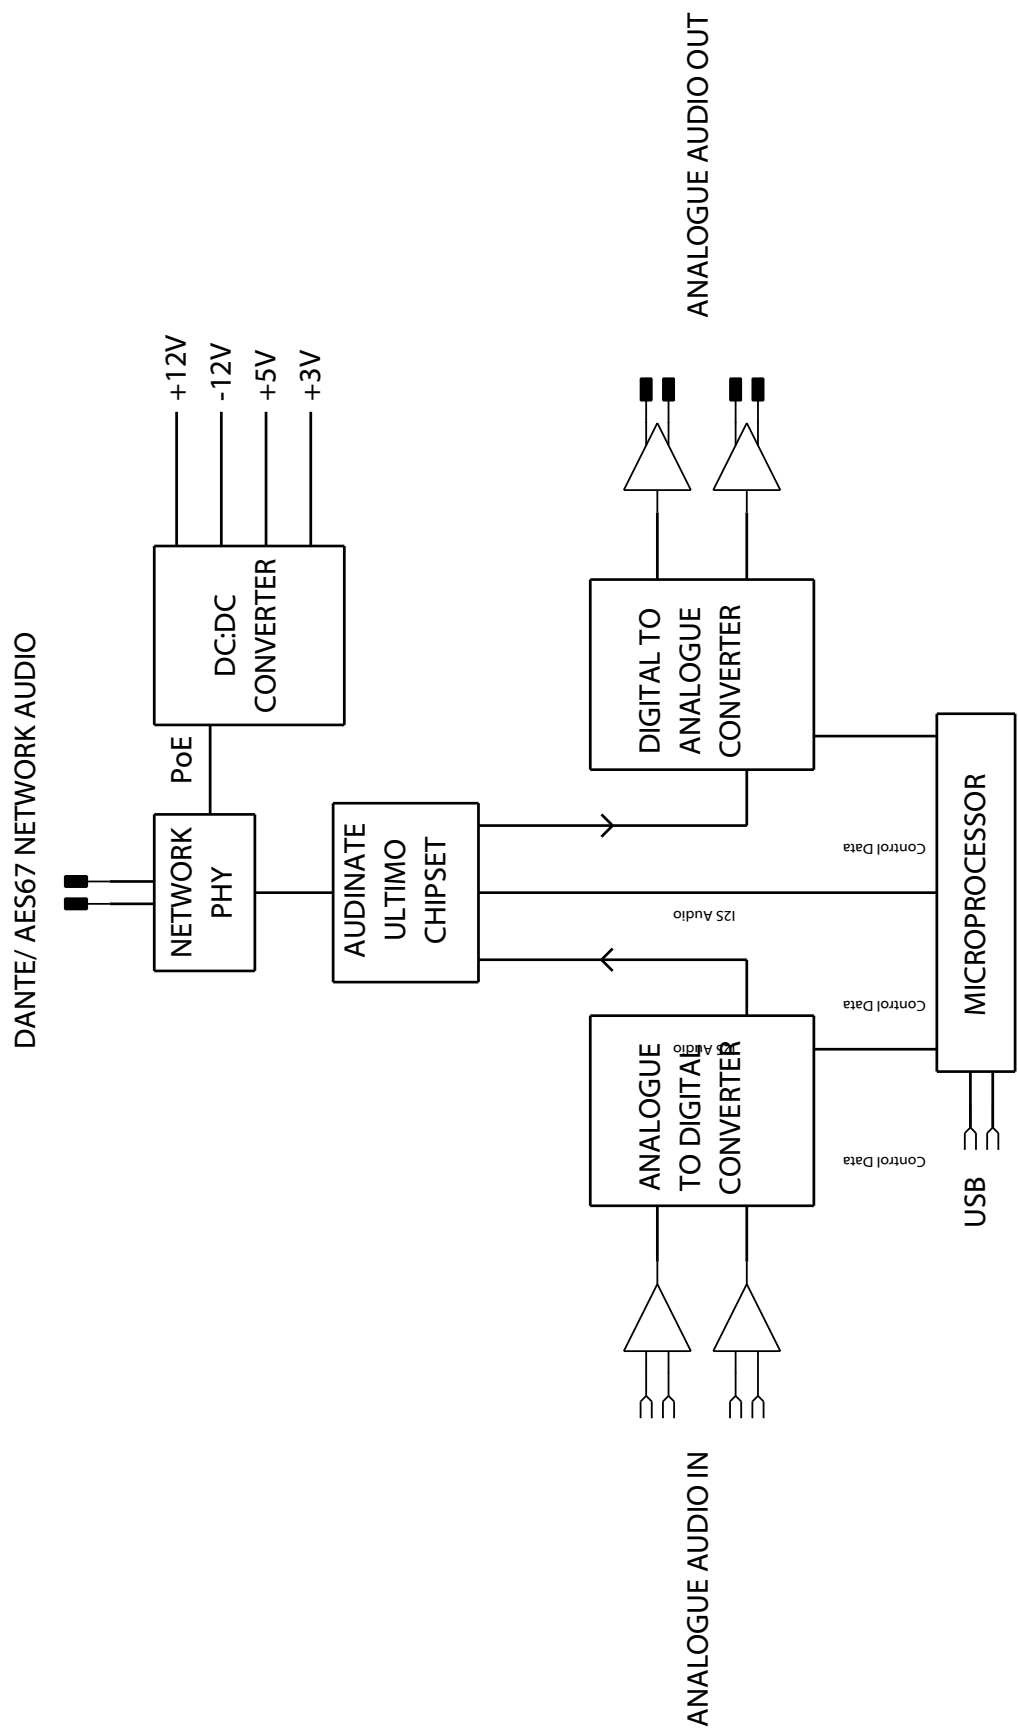 DANTE/ AES67 NETWORK AUDIO
NETWORK
PHY
PoE
DC:DC
CONVERTER
+12V
-12V
+5V
+3V
AUDINATE
ULTIMO
CHIPSET
ANALOGUE AUDIO IN
ANALOGUE
TO DIGITAL
CONVERTER
I2S Audio
I2S Audio
DIGITAL TO
ANALOGUE
CONVERTER
ANALOGUE AUDIO OUT
Control Data
Control Data
Control Data
USB
MICROPROCESSOR